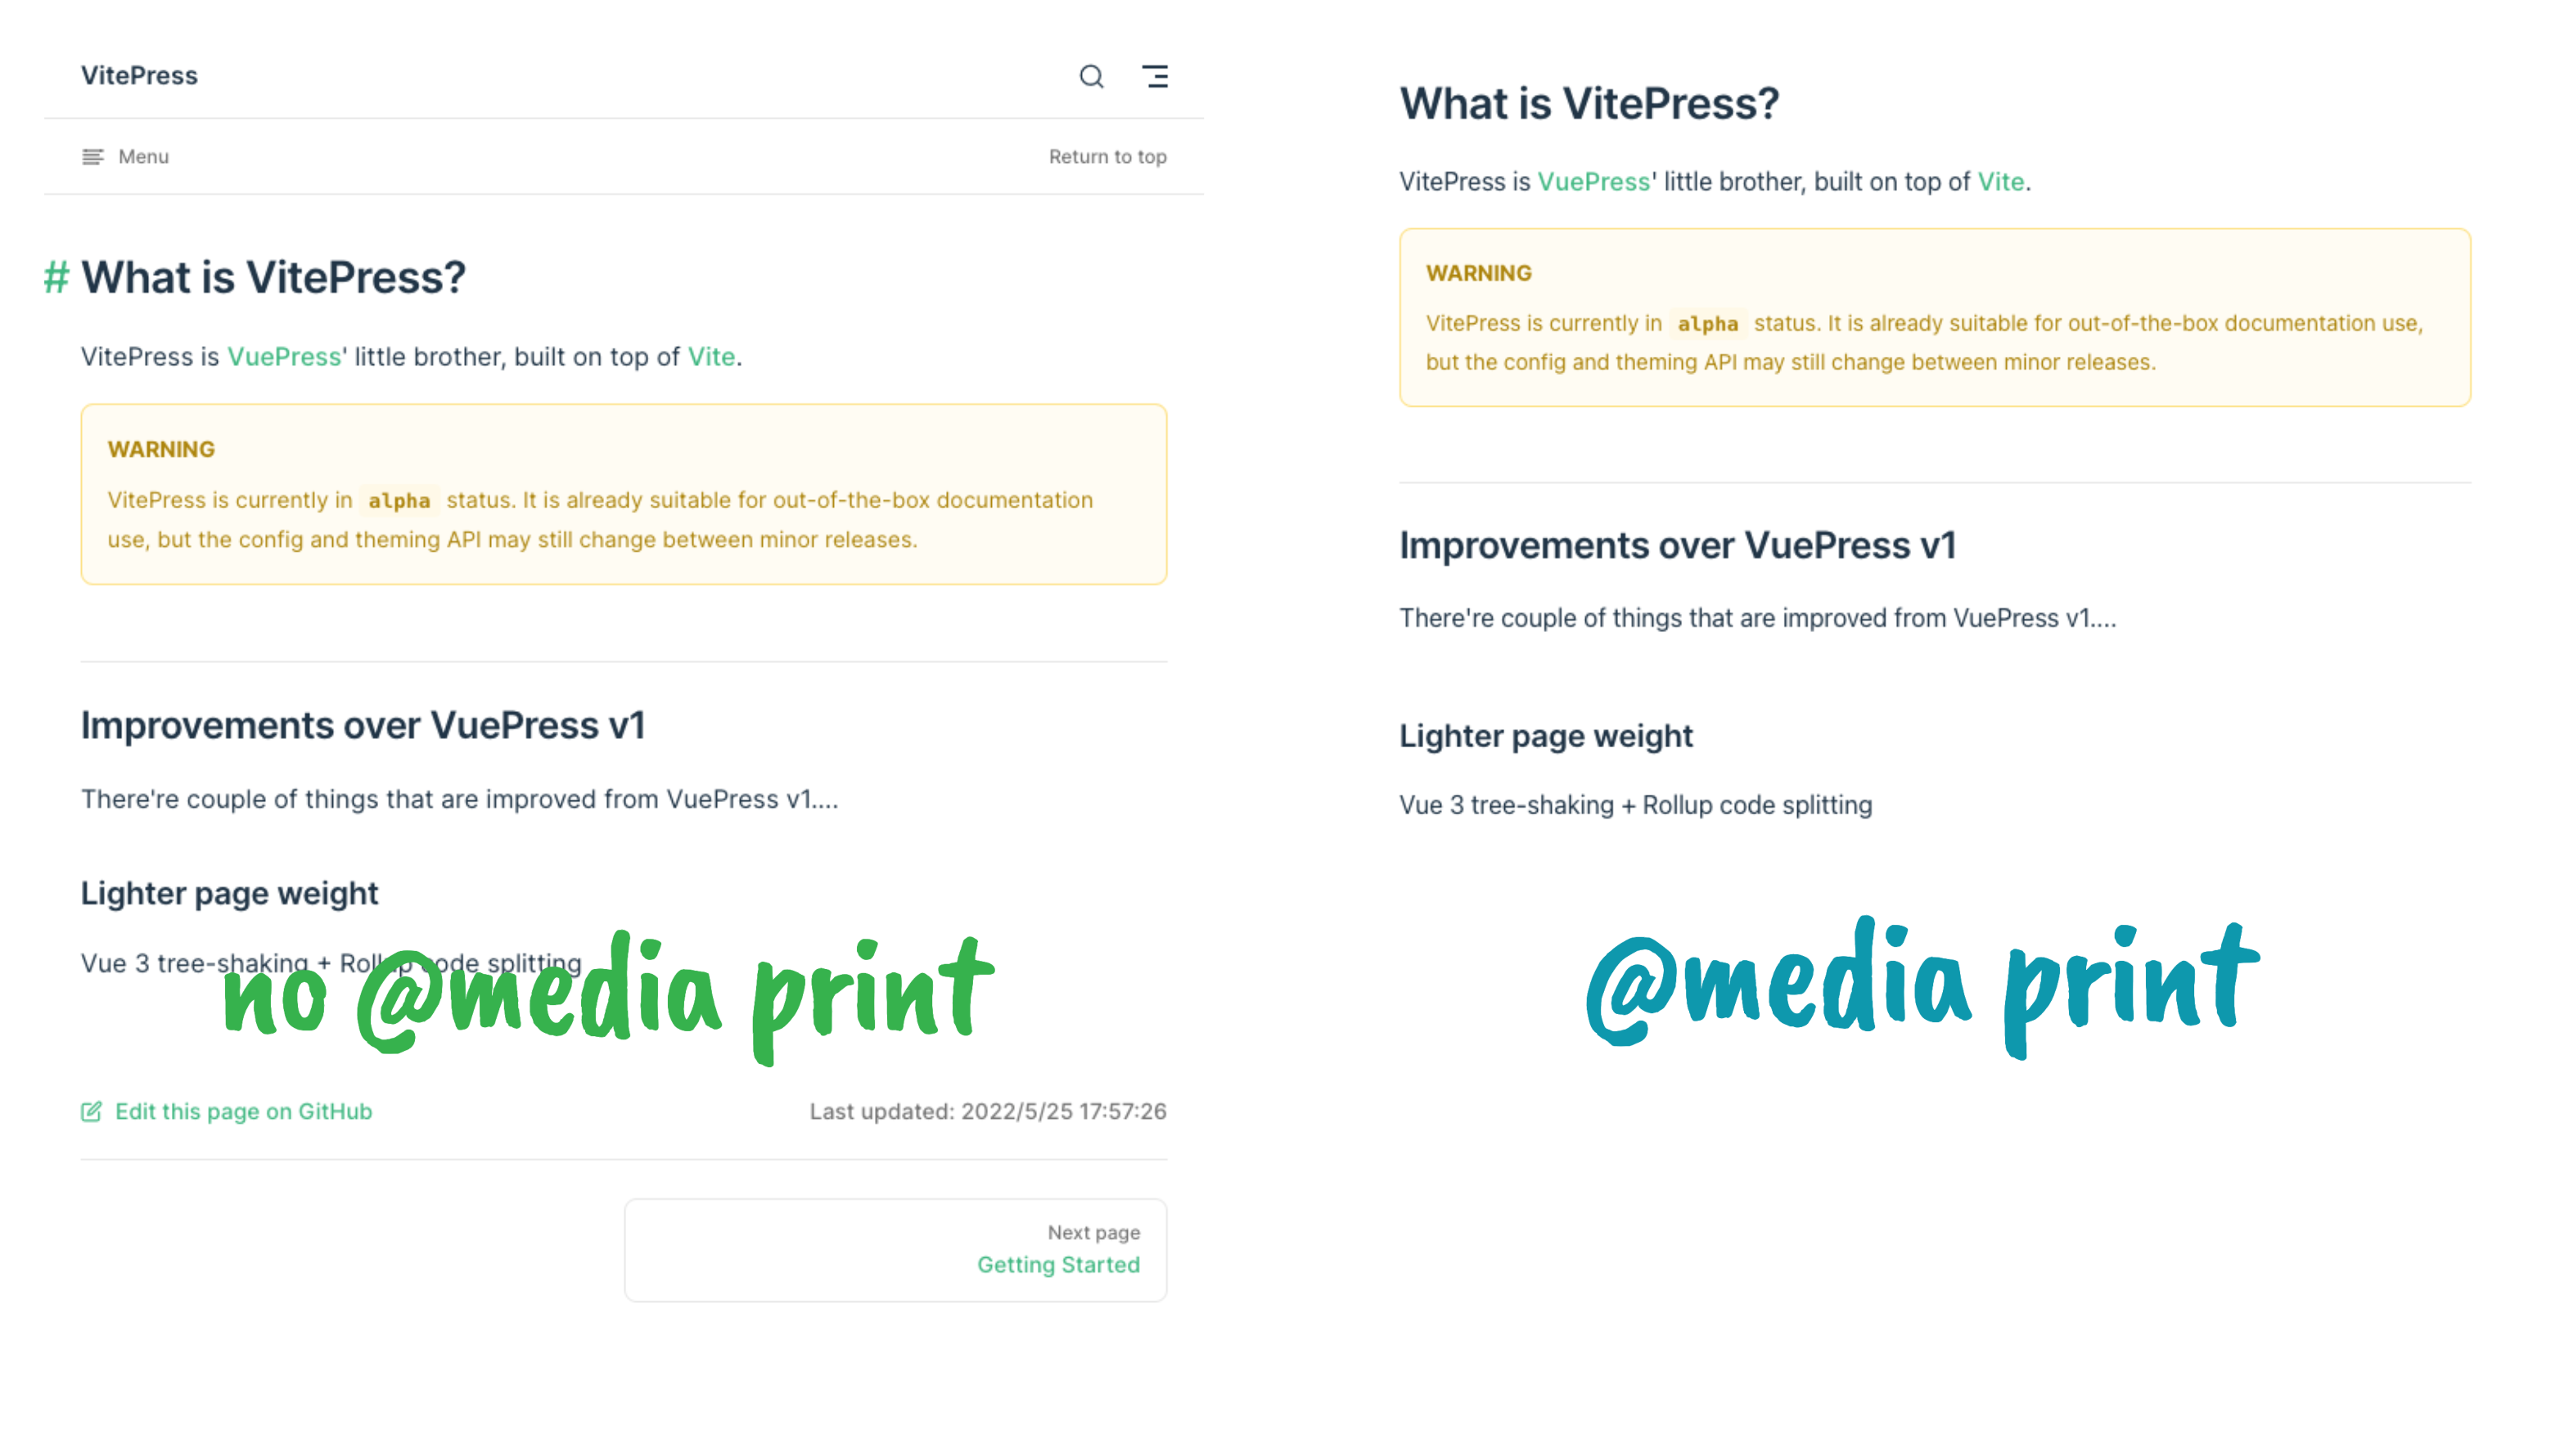 VitePress
Menu
Return to top
# What is VitePress?
VitePress is VuePress' little brother, built on top of Vite.
WARNING
VitePress is currently in alpha status. It is already suitable for out-of-the-box documentation
use, but the config and theming API may still change between minor releases.
Improvements over VuePress v1
There're couple of things that are improved from VuePress v1....
Lighter page weight
Vue 3 tree-shaking + Rollup code splitting
no @media print
Edit this page on GitHub
Last updated: 2022/5/25 17:57:26
Next page
Getting Started
What is VitePress?
VitePress is VuePress' little brother, built on top of Vite.
WARNING
VitePress is currently in alpha status. It is already suitable for out-of-the-box documentation use,
but the config and theming API may still change between minor releases.
Improvements over VuePress v1
There're couple of things that are improved from VuePress v1....
Lighter page weight
Vue 3 tree-shaking + Rollup code splitting
@media print